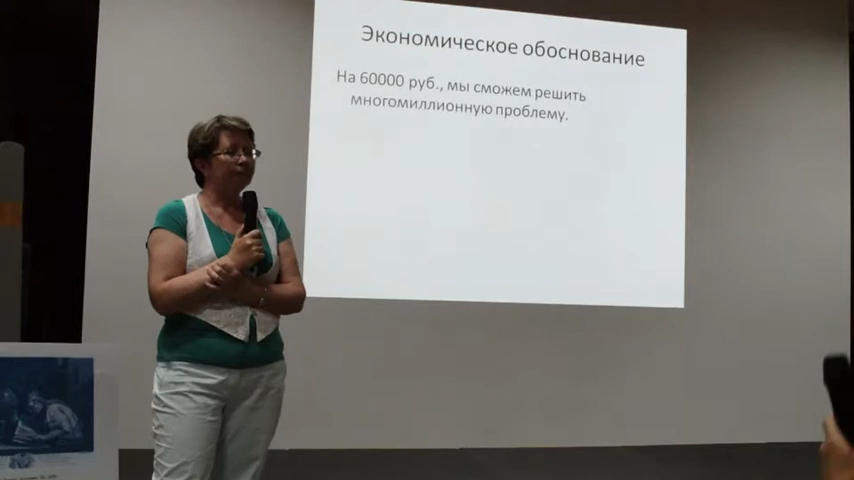 Экономическое обоснование
На 60000 руб., мы сможем решить
многомиллионную проблему.